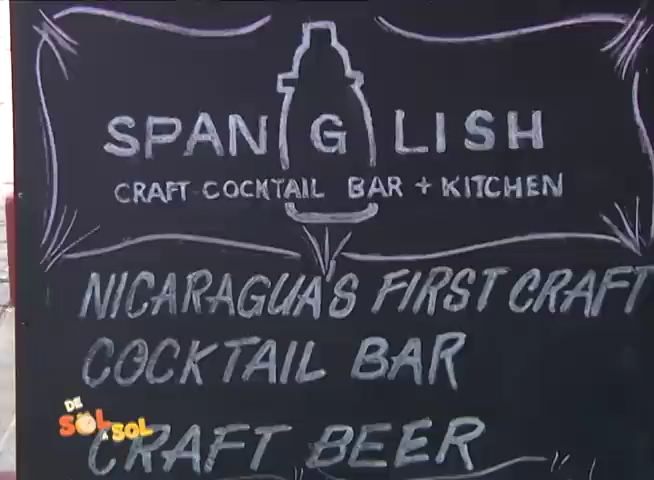 SPANGLISH
CRAFT-COCKTAIL BAR + KITCHEN
NICARAGUA'S FIRST CRAFT
COCKTAIL BAR
CRAFT BEER
DE
SOL A SOL